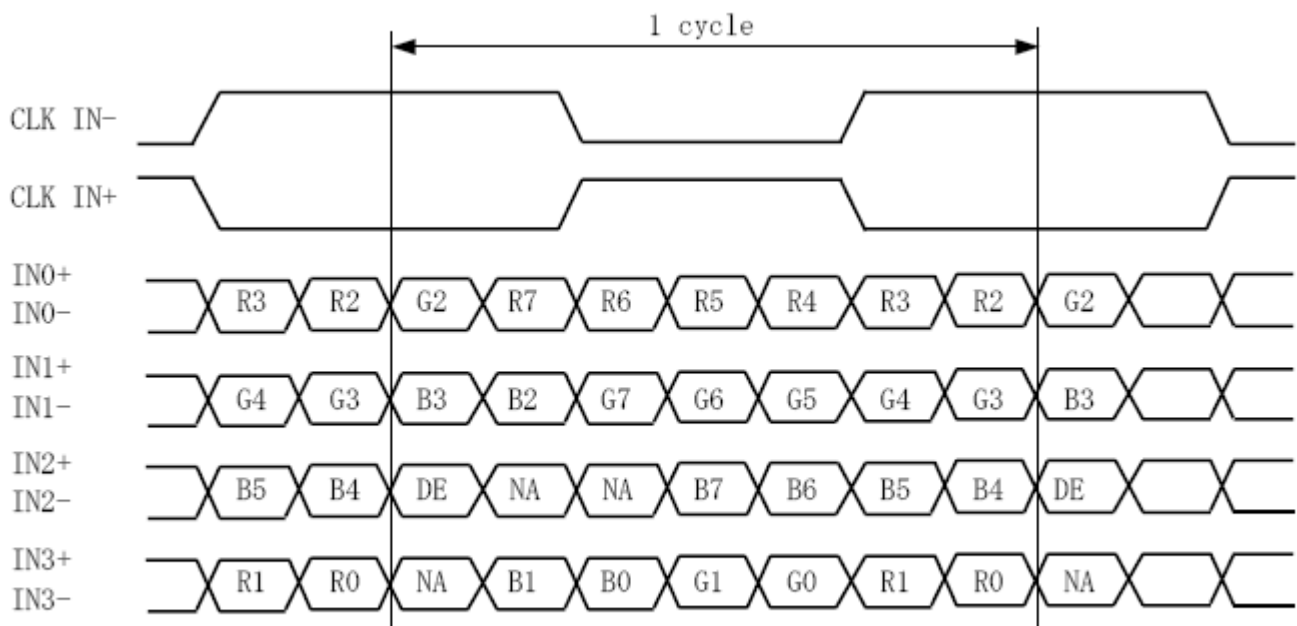 1 cycle
CLK IN-
CLK IN+
IN0+
IN0-
R3 R2 G2 R7 R6 R5 R4 R3 R2 G2
IN1+
IN1-
G4 G3 B3 B2 G7 G6 G5 G4 G3 B3
IN2+
IN2-
B5 B4 DE NA NA B7 B6 B5 B4 DE
IN3+
IN3-
R1 R0 NA B1 B0 G1 G0 R1 R0 NA